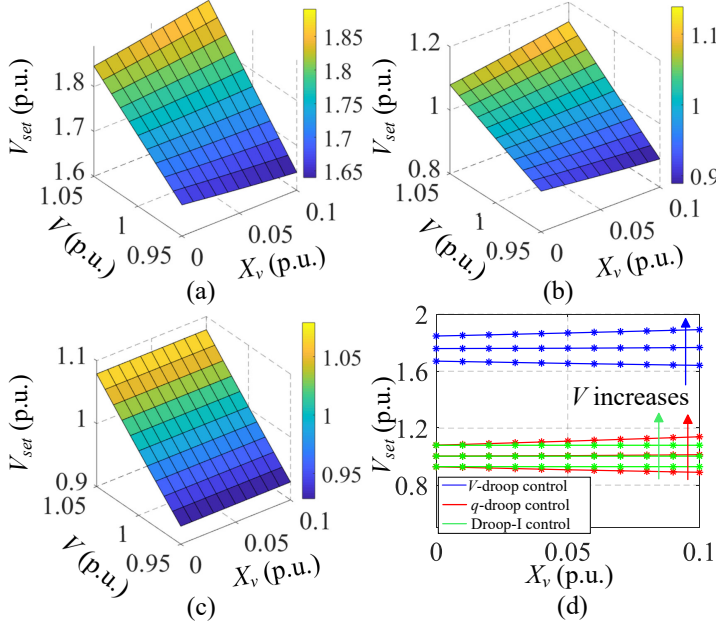 1.85
1.8
1.75
1.7
1.65
1.8
1.7
1.6
V_set (p.u.)
1.05
1
0.95
V (p.u.)
0
0.05
0.1
X_v (p.u.)
(a)
1.1
1
0.9
1.2
1
0.8
V_set (p.u.)
1.05
1
0.95
V (p.u.)
0
0.05
0.1
X_v (p.u.)
(b)
1.05
1
0.95
1.1
1
0.9
V_set (p.u.)
1.05
1
0.95
V (p.u.)
0
0.05
0.1
X_v (p.u.)
(c)
2
1.6
1.2
0.8
V_set (p.u.)
V increases
V-droop control
q-droop control
Droop-I control
0
0.05
0.1
X_v (p.u.)
(d)